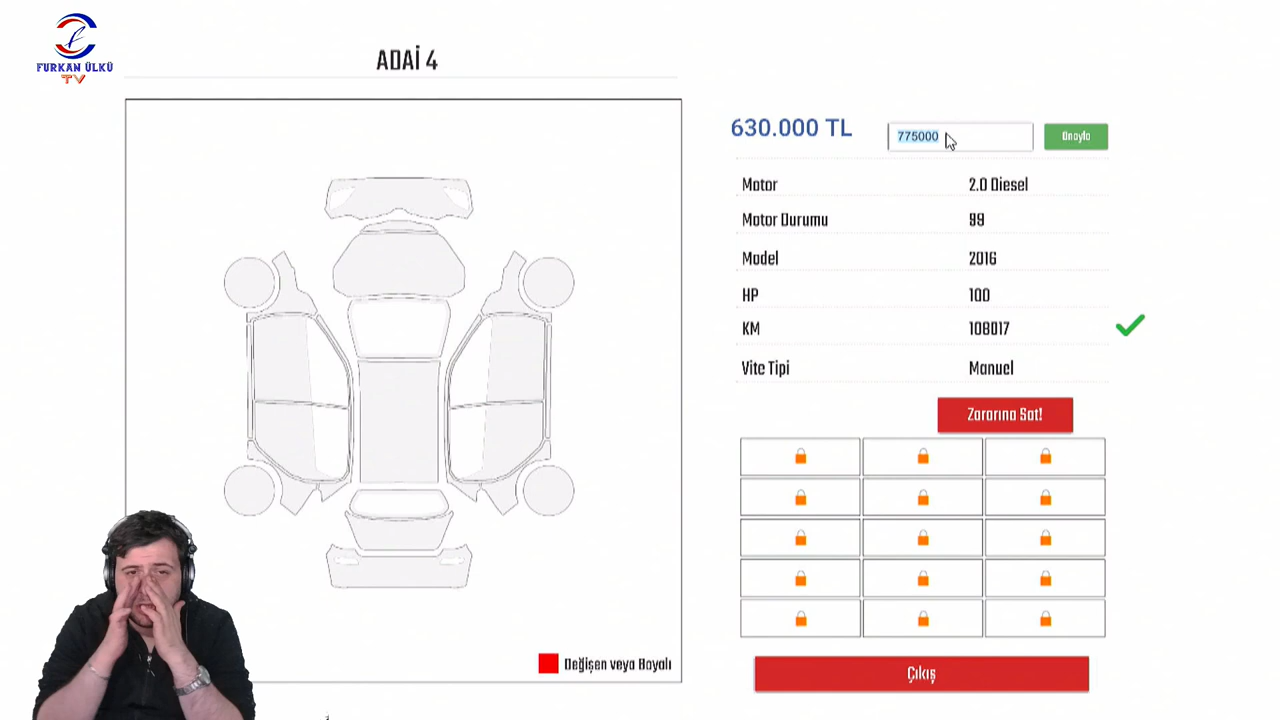 FURKAN ÜLKÜ
TV
ADAİ 4
630.000 TL
775000
Onayla
Motor 2.0 Diesel
Motor Durumu 99
Model 2016
HP 100
KM 108017
Vite Tipi Manuel
Zararına Sat!
Değişen veya Boyalı
Çıkış